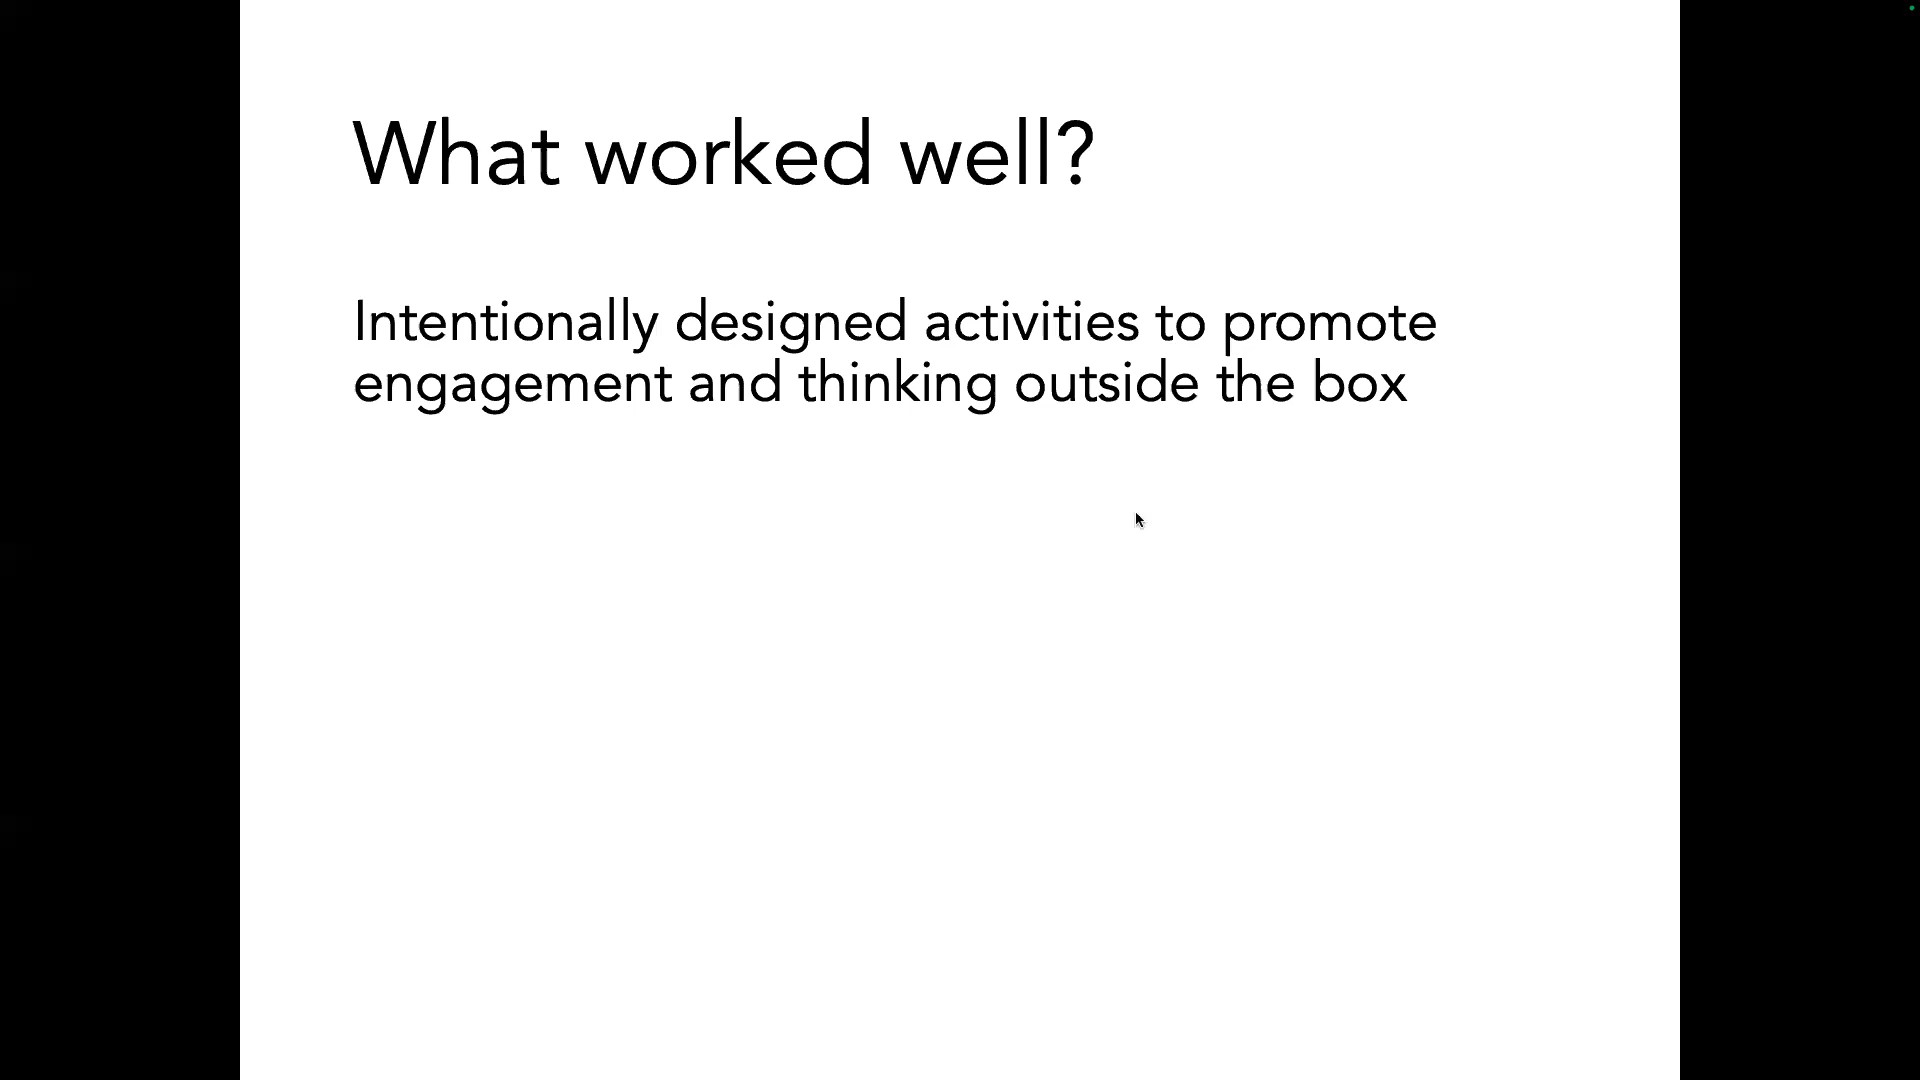 What worked well?
Intentionally designed activities to promote
engagement and thinking outside the box